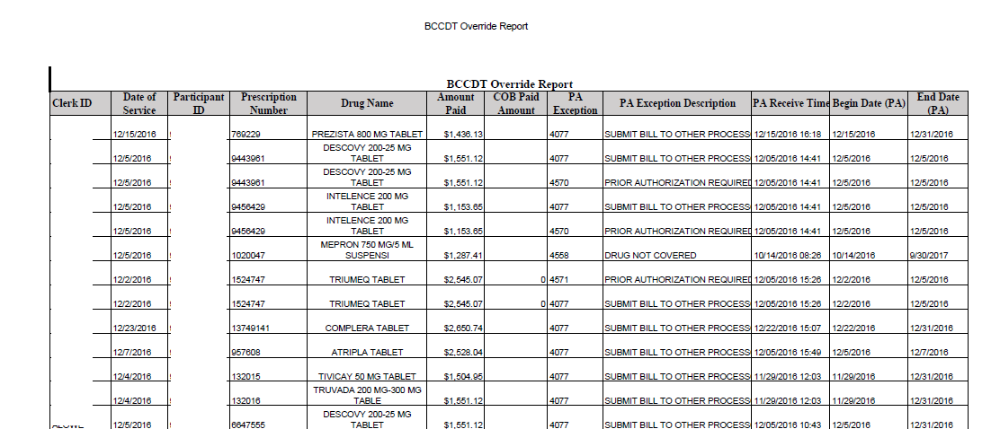 BCCDT Override Report
BCCDT Override Report
Clerk ID Date of Service Participant ID Prescription Number Drug Name Amount Paid COB Paid Amount PA Exception PA Exception Description PA Receive Time Begin Date (PA) End Date (PA)
12/15/2016 769229 PREZISTA 800 MG TABLET $1,436.13 4077 SUBMIT BILL TO OTHER PROCESS 12/15/2016 16:18 12/15/2016 12/31/2016
12/5/2016 9443961 DESCOVY 200-25 MG TABLET $1,551.12 4077 SUBMIT BILL TO OTHER PROCESS 12/05/2016 14:41 12/5/2016 12/5/2016
12/5/2016 9443961 DESCOVY 200-25 MG TABLET $1,551.12 4570 PRIOR AUTHORIZATION REQUIRED 12/05/2016 14:41 12/5/2016 12/5/2016
12/5/2016 9456429 INTELENCE 200 MG TABLET $1,153.65 4077 SUBMIT BILL TO OTHER PROCESS 12/05/2016 14:41 12/5/2016 12/5/2016
12/5/2016 9456429 INTELENCE 200 MG TABLET $1,153.65 4570 PRIOR AUTHORIZATION REQUIRED 12/05/2016 14:41 12/5/2016 12/5/2016
12/5/2016 1020047 MEPRON 750 MG/5 ML SUSPENSI $1,287.41 4558 DRUG NOT COVERED 10/14/2016 08:26 10/14/2016 9/30/2017
12/2/2016 1524747 TRIUMEQ TABLET $2,545.07 0 4571 PRIOR AUTHORIZATION REQUIRED 12/05/2016 15:26 12/2/2016 12/5/2016
12/2/2016 1524747 TRIUMEQ TABLET $2,545.07 0 4077 SUBMIT BILL TO OTHER PROCESS 12/05/2016 15:26 12/2/2016 12/5/2016
12/23/2016 13749141 COMPLERA TABLET $2,650.74 4077 SUBMIT BILL TO OTHER PROCESS 12/22/2016 15:07 12/22/2016 12/31/2016
12/7/2016 957608 ATRIPLA TABLET $2,528.04 4077 SUBMIT BILL TO OTHER PROCESS 12/05/2016 15:49 12/5/2016 12/7/2016
12/4/2016 132015 TIVICAY 50 MG TABLET $1,504.95 4077 SUBMIT BILL TO OTHER PROCESS 11/29/2016 12:03 11/29/2016 12/31/2016
12/4/2016 132016 TRUVADA 200 MG-300 MG TABLE $1,551.12 4077 SUBMIT BILL TO OTHER PROCESS 11/29/2016 12:03 11/29/2016 12/31/2016
12/5/2016 6647555 DESCOVY 200-25 MG TABLET $1,551.12 4077 SUBMIT BILL TO OTHER PROCESS 12/05/2016 10:43 12/5/2016 12/31/2016